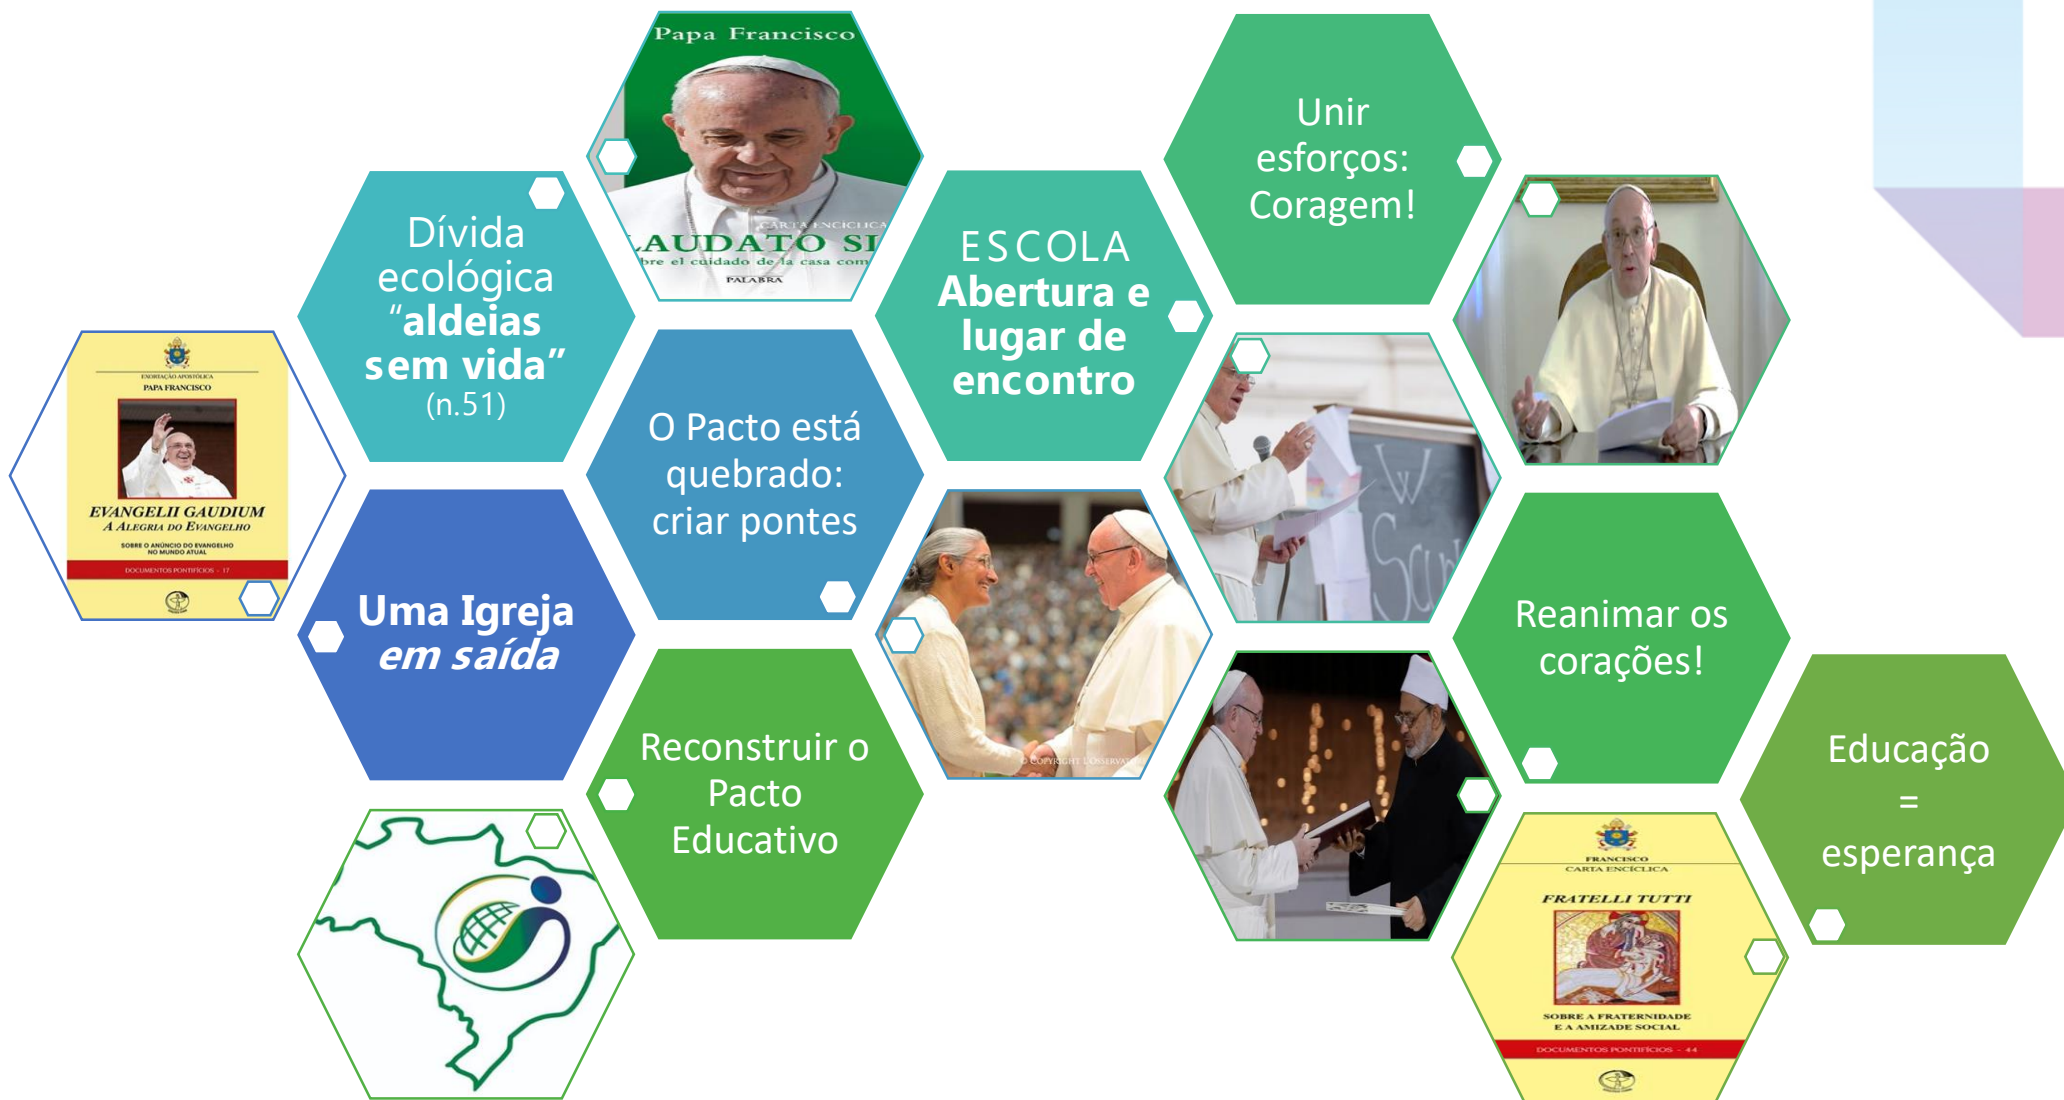 EXORTAÇÃO APOSTÓLICA
PAPA FRANCISCO
EVANGELII GAUDIUM
A ALEGRIA DO EVANGELHO
SOBRE O ANÚNCIO DO EVANGELHO
NO MUNDO ATUAL
DOCUMENTOS PONTIFÍCIOS - 17
Uma Igreja
em saída
Dívida
ecológica
“aldeias
sem vida”
(n.51)
Papa Francisco
CARTA ENCÍCLICA
LAUDATO SI
bre el cuidado de la casa com
PALABRA
O Pacto está
quebrado:
criar pontes
© COPYRIGHT L'OSSERVAT
ESCOLA
Abertura e
lugar de
encontro
W
Scu
Unir
esforços:
Coragem!
Reanimar os
corações!
FRANCISCO
CARTA ENCÍCLICA
FRATELLI TUTTI
SOBRE A FRATERNIDADE
E A AMIZADE SOCIAL
DOCUMENTOS PONTIFÍCIOS - 44
Educação
=
esperança
Reconstruir o
Pacto
Educativo